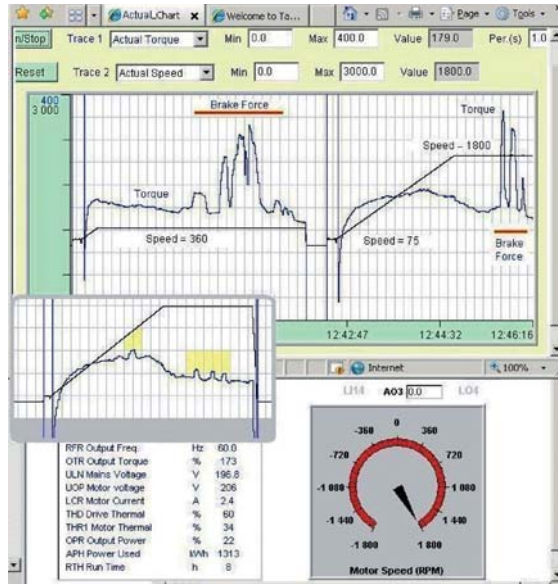 ActualChart x Welcome to Ta... Page Tools
n/Stop Trace 1 Actual Torque Min 0.0 Max 400.0 Value 179.0 Per.(s) 1.0
Reset Trace 2 Actual Speed Min 0.0 Max 3000.0 Value 1800.0
400
3 000
Brake Force
Torque
Speed = 1800
Torque
Speed = 360
Speed = 75
Brake
Force
12:42:47 12:44:32 12:46:16
Internet 100%
LI14 AO3 0.0 LO4
RFR Output Freq. Hz 60.0
OTR Output Torque % 173
ULN Mains Voltage V 196.8
UOP Motor voltage V 206
LCR Motor Current A 2.4
THD Drive Thermal % 60
THR1 Motor Thermal % 34
OPR Output Power % 22
APH Power Used kWh 1313
RTH Run Time h 8
0
-360 360
-720 720
-1 080 1 080
-1 440 1 440
-1 800 1 800
Motor Speed (RPM)